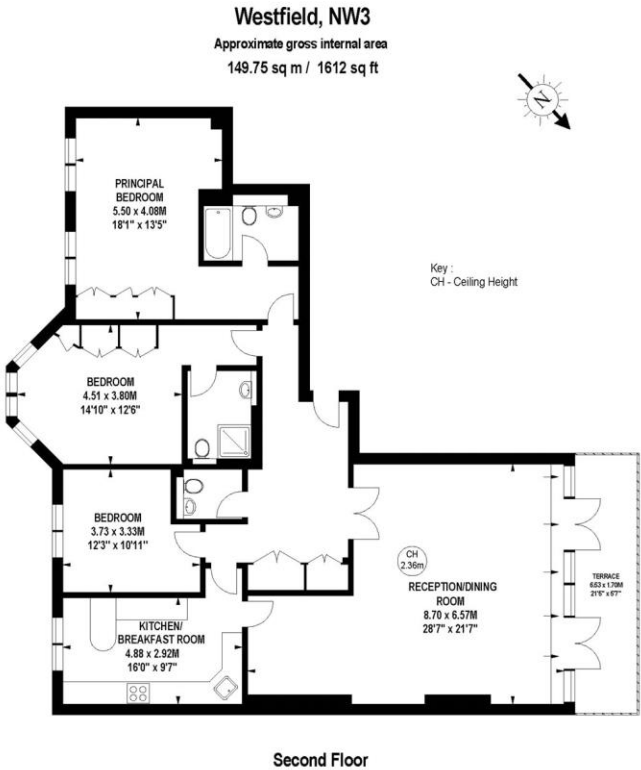 Westfield, NW3
Approximate gross internal area
149.75 sq m / 1612 sq ft
N
PRINCIPAL
BEDROOM
5.50 x 4.08M
18'1" x 13'5"
Key :
CH - Ceiling Height
BEDROOM
4.51 x 3.80M
14'10" x 12'6"
BEDROOM
3.73 x 3.33M
12'3" x 10'11"
CH
2.36m
RECEPTION/DINING
ROOM
8.70 x 6.57M
28'7" x 21'7"
TERRACE
6.53 x 1.70M
21'5" x 5'7"
KITCHEN/
BREAKFAST ROOM
4.88 x 2.92M
16'0" x 9'7"
Second Floor